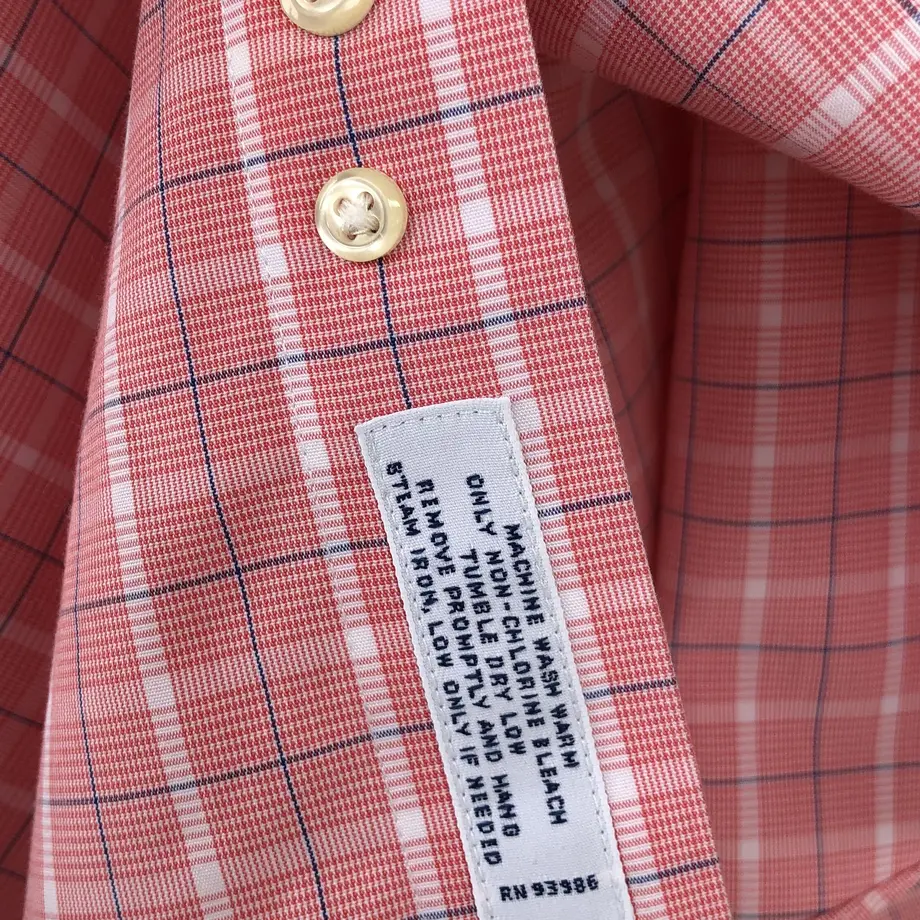 MACHINE WASH WARM
ONLY NON-CHLORINE BLEACH
TUMBLE DRY LOW
REMOVE PROMPTLY AND HANG
STEAM IRON, LOW ONLY IF NEEDED
RN 93986